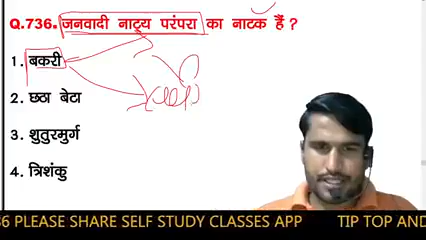 Q.736. जनवादी नाट्य परंपरा का नाटक हैं ?
1. बकरी
2. छठा बेटा
3. शुतुरमुर्ग
4. त्रिशंकु
6 PLEASE SHARE SELF STUDY CLASSES APP TIP TOP AND